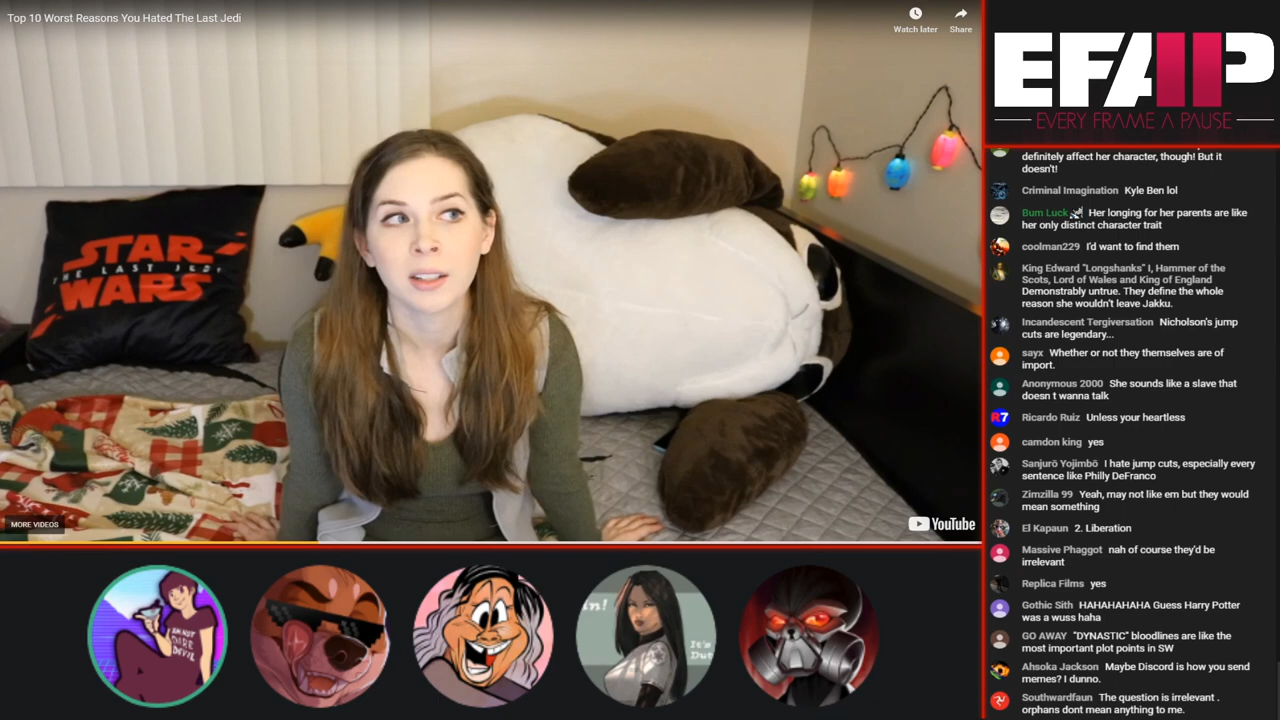 Top 10 Worst Reasons You Hated The Last Jedi
Watch later
Share
STAR
THE LAST JEDI
WARS
MORE VIDEOS
YouTube
I AM NOT
DARE
DEVIL
in!
It's
EFAP
EVERY FRAME A PAUSE
definitely affect her character, though! But it
doesn't!
Criminal Imagination Kyle Ben lol
Bum Luck Her longing for her parents are like
her only distinct character trait
coolman229 I'd want to find them
King Edward "Longshanks" I, Hammer of the
Scots, Lord of Wales and King of England
Demonstrably untrue. They define the whole
reason she wouldn't leave Jakku.
Incandescent Tergiversation Nicholson's jump
cuts are legendary...
sayx Whether or not they themselves are of
import.
Anonymous 2000 She sounds like a slave that
doesn t wanna talk
R7
Ricardo Ruiz Unless your heartless
camdon king yes
Sanjurō Yojimbō I hate jump cuts, especially every
sentence like Philly DeFranco
Zimzilla 99 Yeah, may not like em but they would
mean something
El Kapaun 2. Liberation
Massive Phaggot nah of course they'd be
irrelevant
Replica Films yes
Gothic Sith HAHAHAHAHA Guess Harry Potter
was a wuss haha
GO AWAY "DYNASTIC" bloodlines are like the
most important plot points in SW
Ahsoka Jackson Maybe Discord is how you send
memes? I dunno.
Southwardfaun The question is irrelevant .
orphans dont mean anything to me.